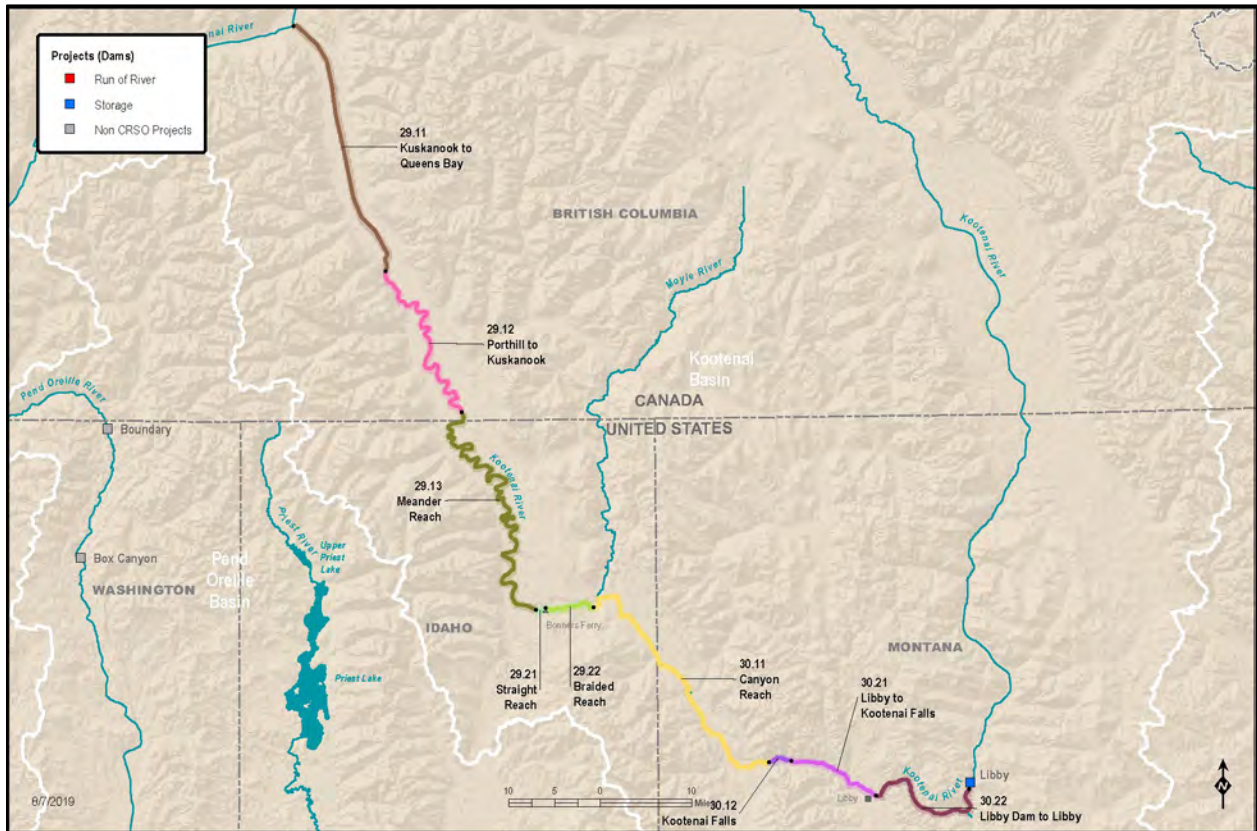 enai River
Projects (Dams)
Run of River
Storage
Non CRSO Projects
29.11
Kuskanook to
Queens Bay
BRITISH COLUMBIA
Kootenai River
Moyie River
29.12
Porthill to
Kuskanook
Kootenai
Basin
CANADA
UNITED STATES
Pend Oreille River
Boundary
Kootenai River
29.13
Meander
Reach
Priest River
Upper
Priest
Lake
Box Canyon
Pend
Oreille
Basin
WASHINGTON
IDAHO
Bonners Ferry
MONTANA
29.21
Straight
Reach
29.22
Braided
Reach
30.11
Canyon
Reach
30.21
Libby to
Kootenai Falls
Priest Lake
Kootenai River
Libby
Libby
10 5 0 10
Miles
30.12
Kootenai Falls
30.22
Libby Dam to Libby
8/7/2019